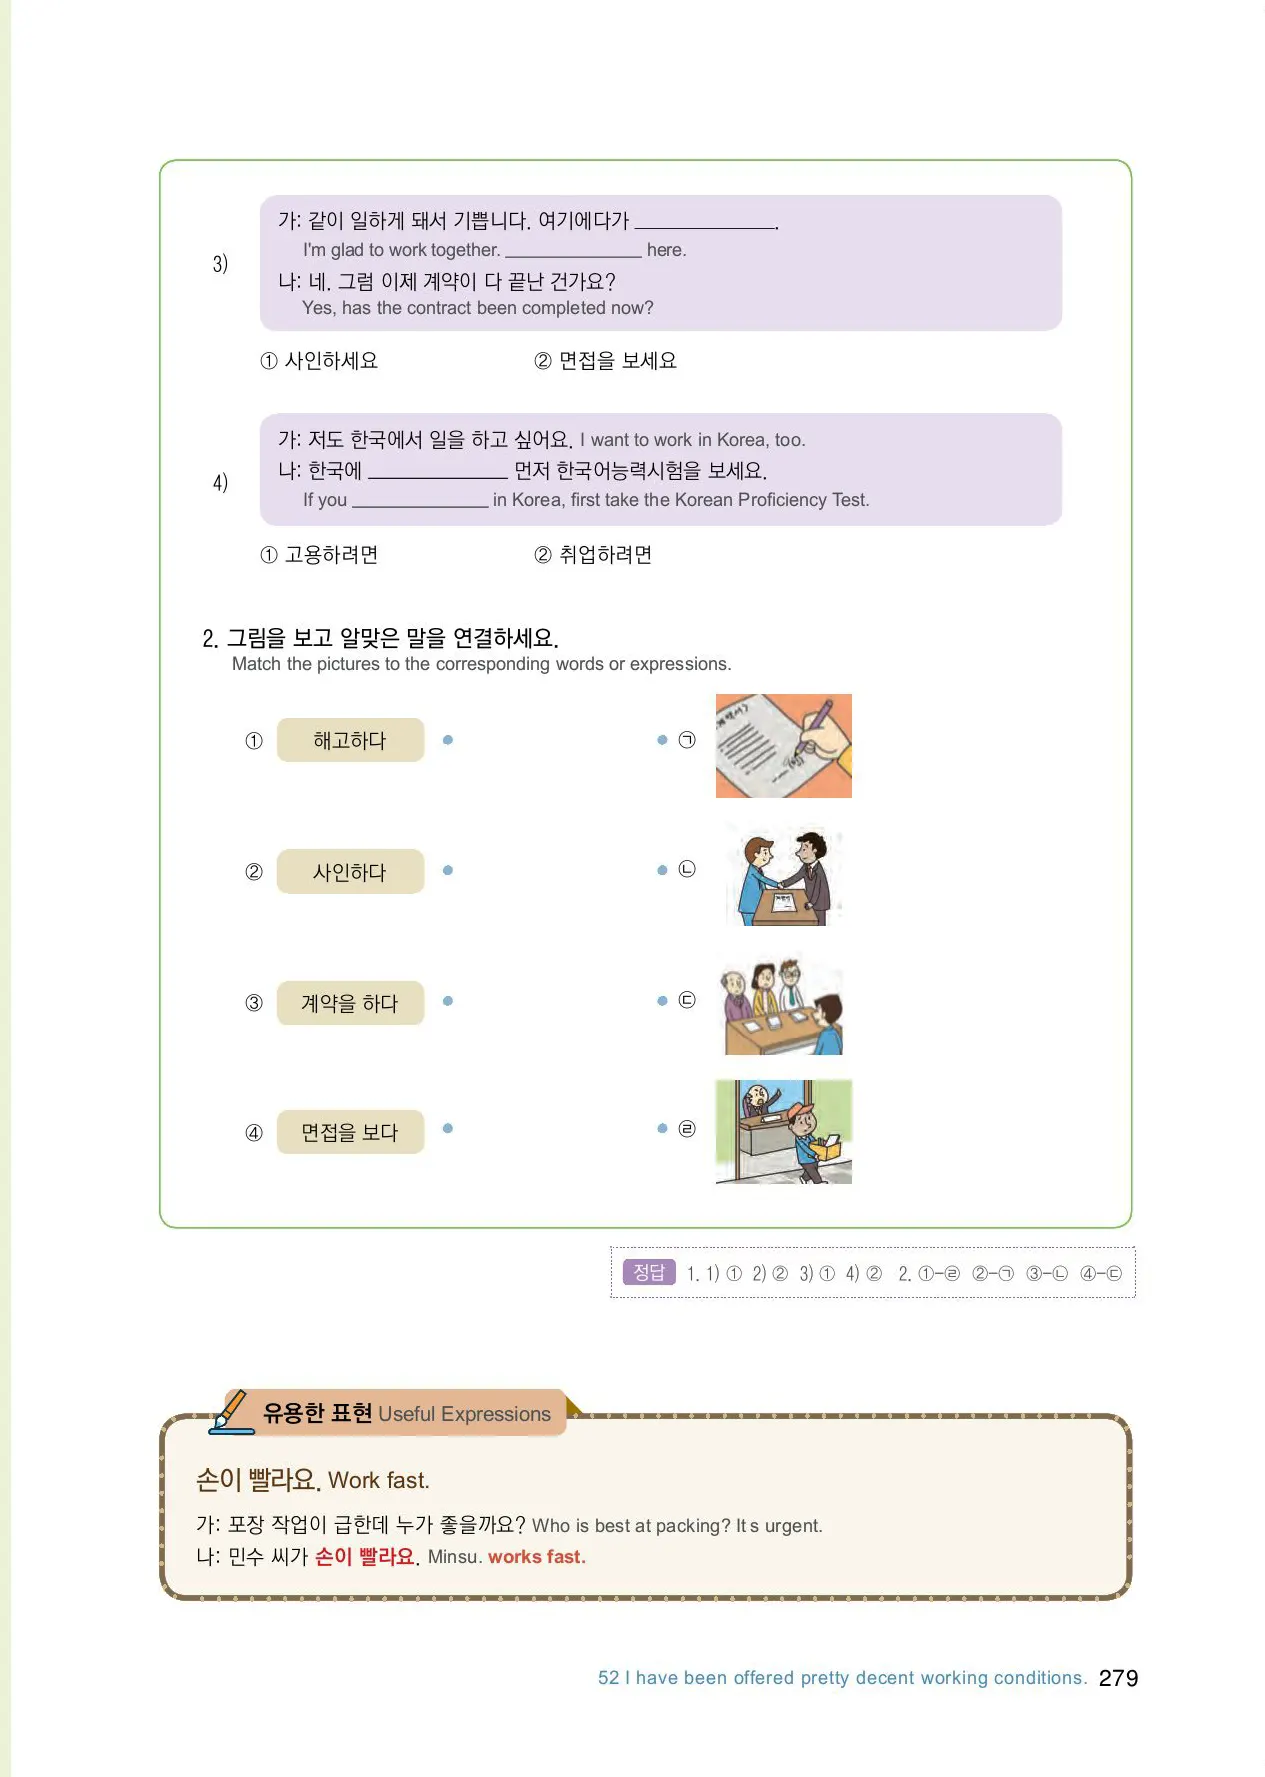 3)
가: 같이 일하게 돼서 기쁩니다. 여기에다가 ______________.
I'm glad to work together. ______________ here.
나: 네. 그럼 이제 계약이 다 끝난 건가요?
Yes, has the contract been completed now?
① 사인하세요 ② 면접을 보세요
4)
가: 저도 한국에서 일을 하고 싶어요. I want to work in Korea, too.
나: 한국에 ______________ 먼저 한국어능력시험을 보세요.
If you ______________ in Korea, first take the Korean Proficiency Test.
① 고용하려면 ② 취업하려면
2. 그림을 보고 알맞은 말을 연결하세요.
Match the pictures to the corresponding words or expressions.
① 해고하다 • • ㉠
계약서
② 사인하다 • • ㉡
계약서
③ 계약을 하다 • • ㉢
④ 면접을 보다 • • ㉣
정답 1. 1) ① 2) ② 3) ① 4) ② 2. ①-㉣ ②-㉠ ③-㉡ ④-㉢
유용한 표현 Useful Expressions
손이 빨라요. Work fast.
가: 포장 작업이 급한데 누가 좋을까요? Who is best at packing? It s urgent.
나: 민수 씨가 손이 빨라요. Minsu. works fast.
52 I have been offered pretty decent working conditions. 279